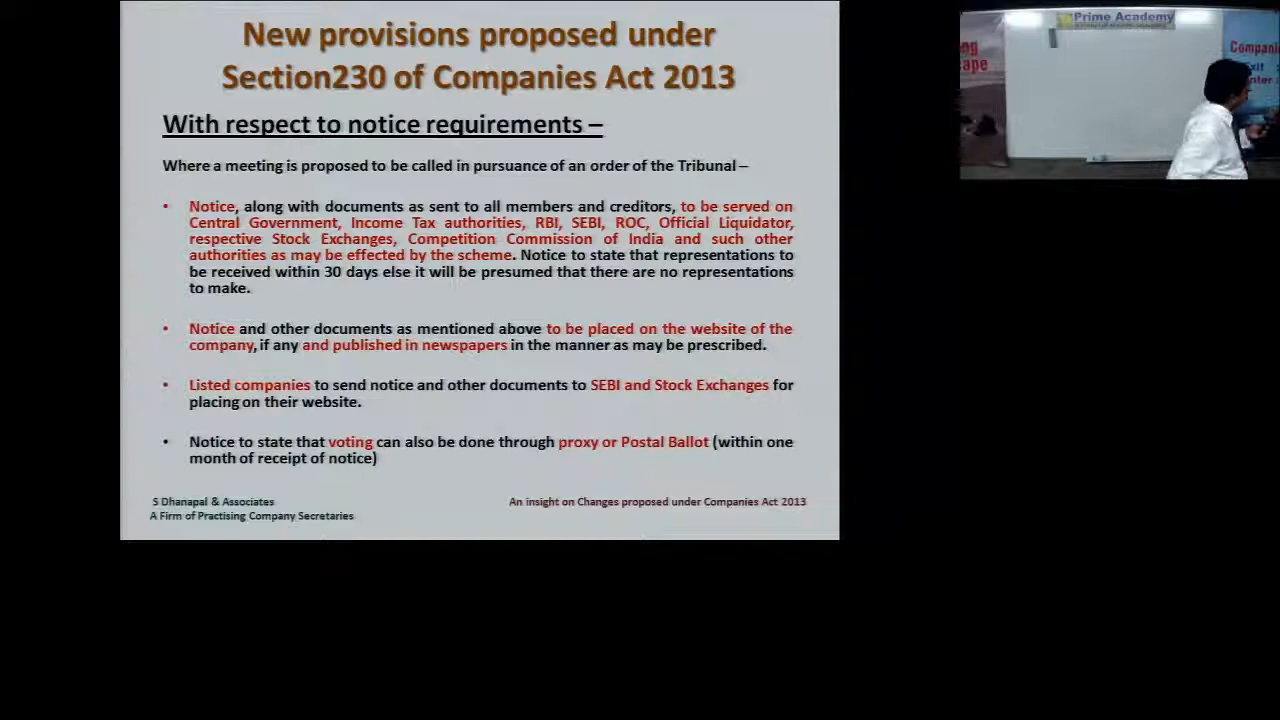 New provisions proposed under
Section230 of Companies Act 2013
With respect to notice requirements –
Where a meeting is proposed to be called in pursuance of an order of the Tribunal –
• Notice, along with documents as sent to all members and creditors, to be served on
Central Government, Income Tax authorities, RBI, SEBI, ROC, Official Liquidator,
respective Stock Exchanges, Competition Commission of India and such other
authorities as may be effected by the scheme. Notice to state that representations to
be received within 30 days else it will be presumed that there are no representations
to make.
• Notice and other documents as mentioned above to be placed on the website of the
company, if any and published in newspapers in the manner as may be prescribed.
• Listed companies to send notice and other documents to SEBI and Stock Exchanges for
placing on their website.
• Notice to state that voting can also be done through proxy or Postal Ballot (within one
month of receipt of notice)
S Dhanapal & Associates
A Firm of Practising Company Secretaries
An insight on Changes proposed under Companies Act 2013
Prime Academy
ng
ape
Compani
Exit
nter